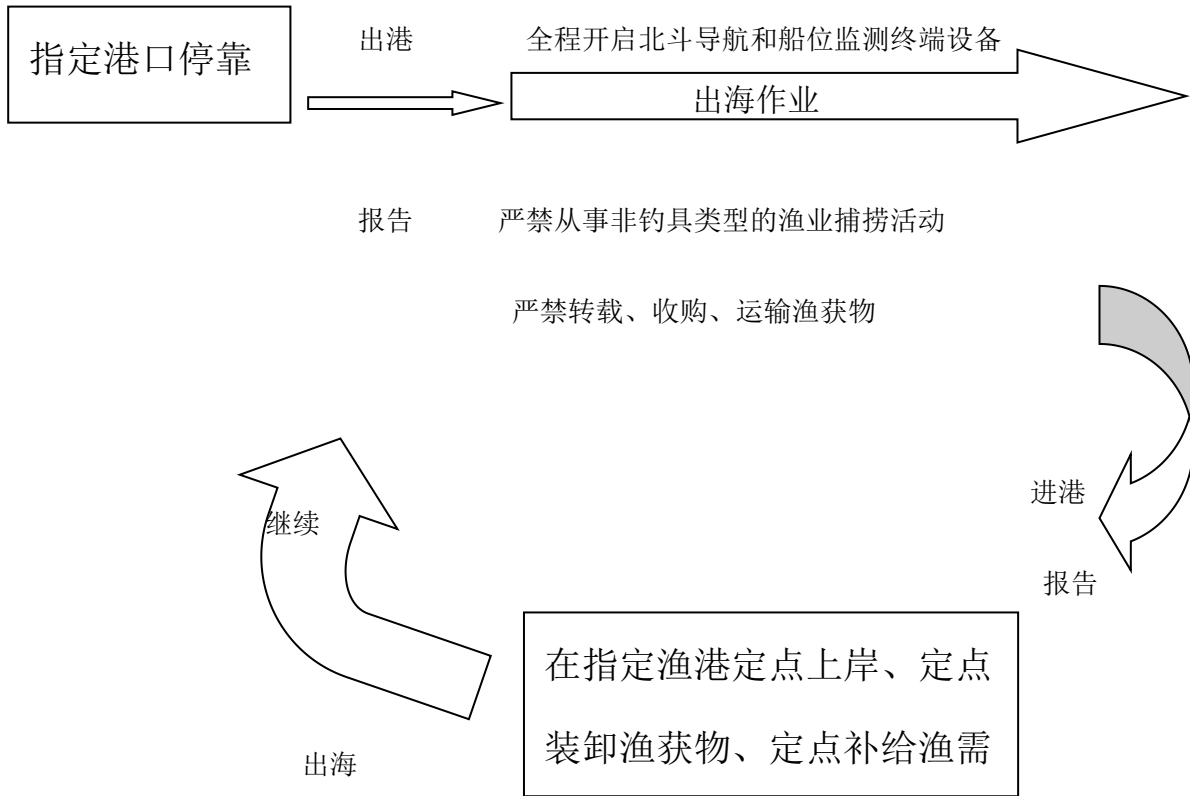 指定港口停靠
出港
全程开启北斗导航和船位监测终端设备
出海作业
报告
严禁从事非钓具类型的渔业捕捞活动
严禁转载、收购、运输渔获物
进港
报告
继续
出海
在指定渔港定点上岸、定点
装卸渔获物、定点补给渔需